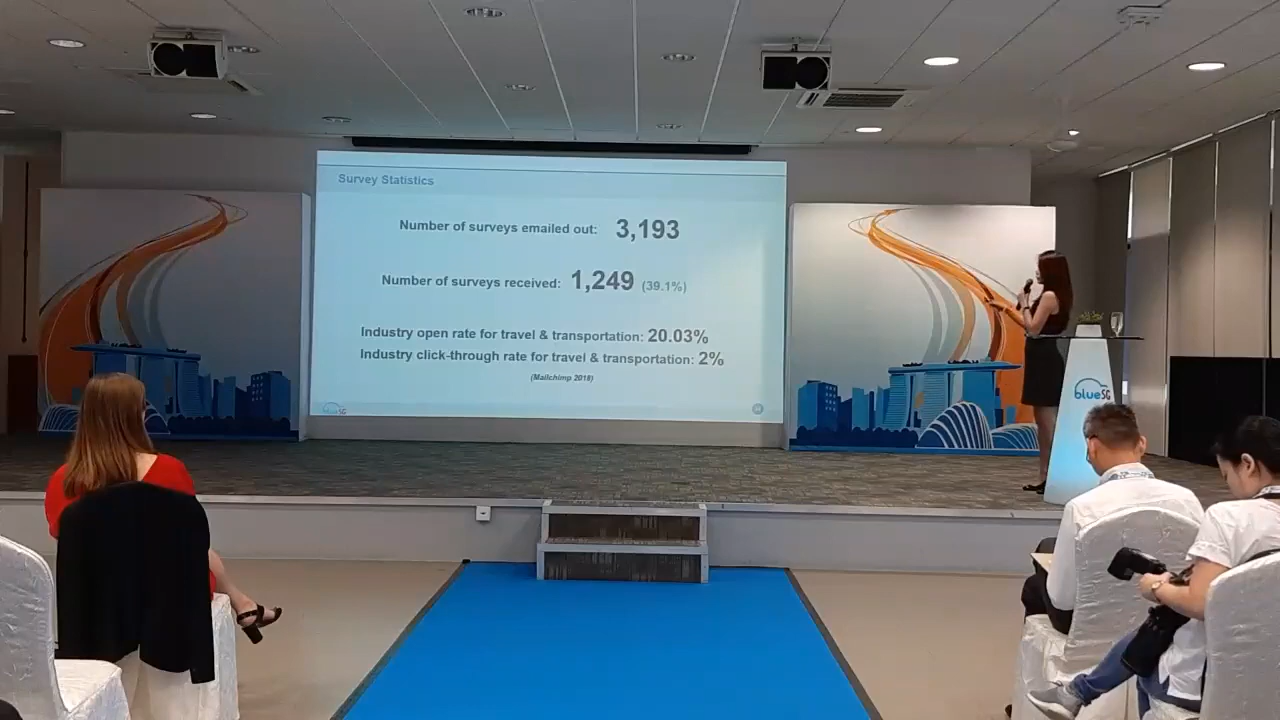 Survey Statistics
Number of surveys emailed out: 3,193
Number of surveys received: 1,249 (39.1%)
Industry open rate for travel & transportation: 20.03%
Industry click-through rate for travel & transportation: 2%
(Mailchimp 2018)
blueSG
blueSG